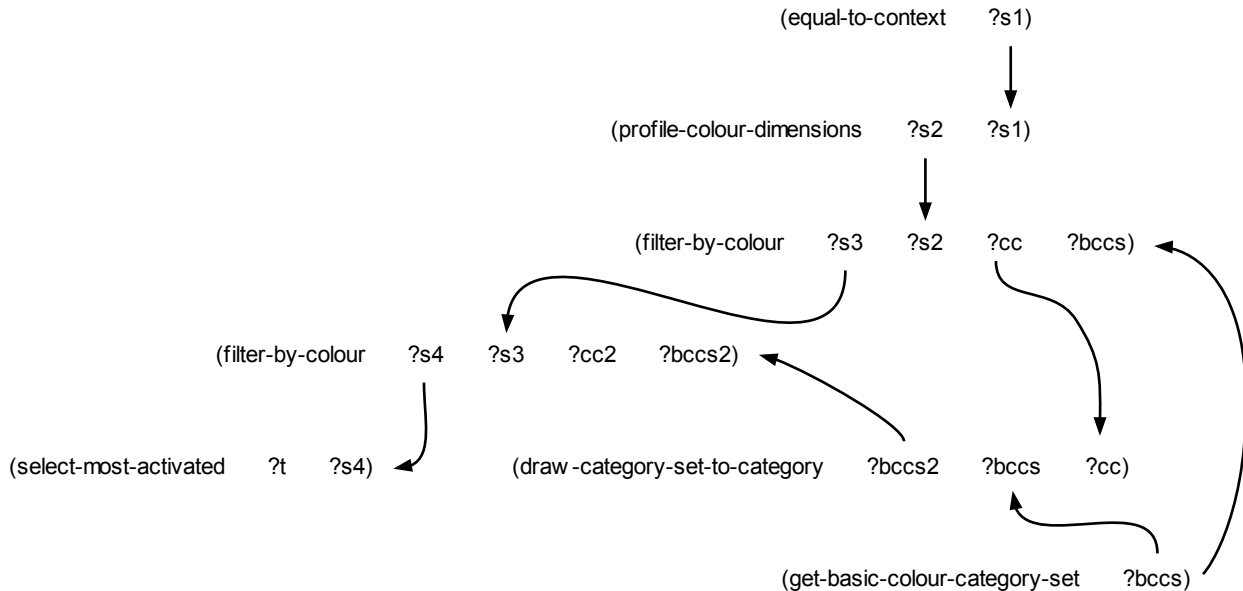 (equal-to-context ?s1)
(profile-colour-dimensions ?s2 ?s1)
(filter-by-colour ?s3 ?s2 ?cc ?bccs)
(filter-by-colour ?s4 ?s3 ?cc2 ?bccs2)
(select-most-activated ?t ?s4) (draw-category-set-to-category ?bccs2 ?bccs ?cc)
(get-basic-colour-category-set ?bccs)